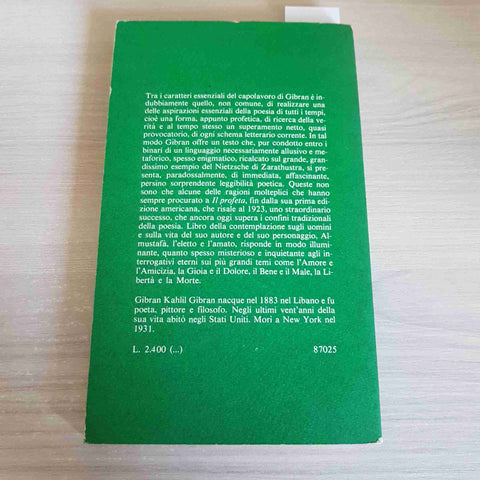 Tra i caratteri essenziali del capolavoro di Gibran è in-
dubbiamente quello, non comune, di realizzare una
delle aspirazioni essenziali della poesia di tutti i tempi,
cioè una forma, appunto profetica, di ricerca della ve-
rità e al tempo stesso un superamento netto, quasi
provocatorio, di ogni schema letterario corrente. In tal
modo Gibran offre un testo che, pur condotto entro i
binari di un linguaggio necessariamente allusivo e me-
taforico, spesso enigmatico, ricalcato sul grande, gran-
dissimo esempio del Nietzsche di Zarathustra, si pre-
senta, paradossalmente, di immediata, affascinante,
persino sorprendente leggibilità poetica. Queste non
sono che alcune delle ragioni molteplici che hanno
sempre procurato a Il profeta, fin dalla sua prima edi-
zione americana, che risale al 1923, uno straordinario
successo, che ancora oggi supera i confini tradizionali
della poesia. Libro della contemplazione sugli uomini
e sulla vita del suo autore e del suo personaggio, Al-
mustafà, l'eletto e l'amato, risponde in modo illumi-
nante, quanto spesso misterioso e inquietante agli in-
terrogativi eterni sui più grandi temi come l'Amore e
l'Amicizia, la Gioia e il Dolore, il Bene e il Male, la Li-
bertà e la Morte.
Gibran Kahlil Gibran nacque nel 1883 nel Libano e fu
poeta, pittore e filosofo. Negli ultimi vent'anni della
sua vita abitò negli Stati Uniti. Morì a New York nel
1931.
L. 2.400 (...) 87025